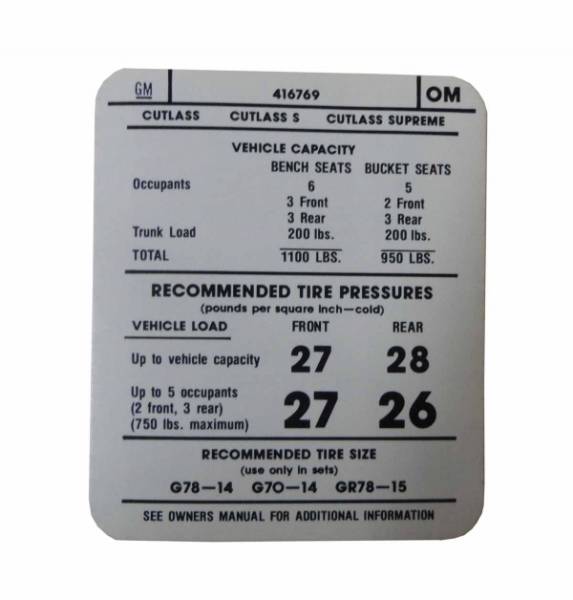 GM 416769 OM
CUTLASS CUTLASS S CUTLASS SUPREME
VEHICLE CAPACITY
BENCH SEATS BUCKET SEATS
Occupants 6 5
3 Front 2 Front
3 Rear 3 Rear
Trunk Load 200 lbs. 200 lbs.
TOTAL 1100 LBS. 950 LBS.
RECOMMENDED TIRE PRESSURES
(pounds per square inch—cold)
VEHICLE LOAD FRONT REAR
Up to vehicle capacity 27 28
Up to 5 occupants
(2 front, 3 rear) 27 26
(750 lbs. maximum)
RECOMMENDED TIRE SIZE
(use only in sets)
G78—14 G70—14 GR78—15
SEE OWNERS MANUAL FOR ADDITIONAL INFORMATION